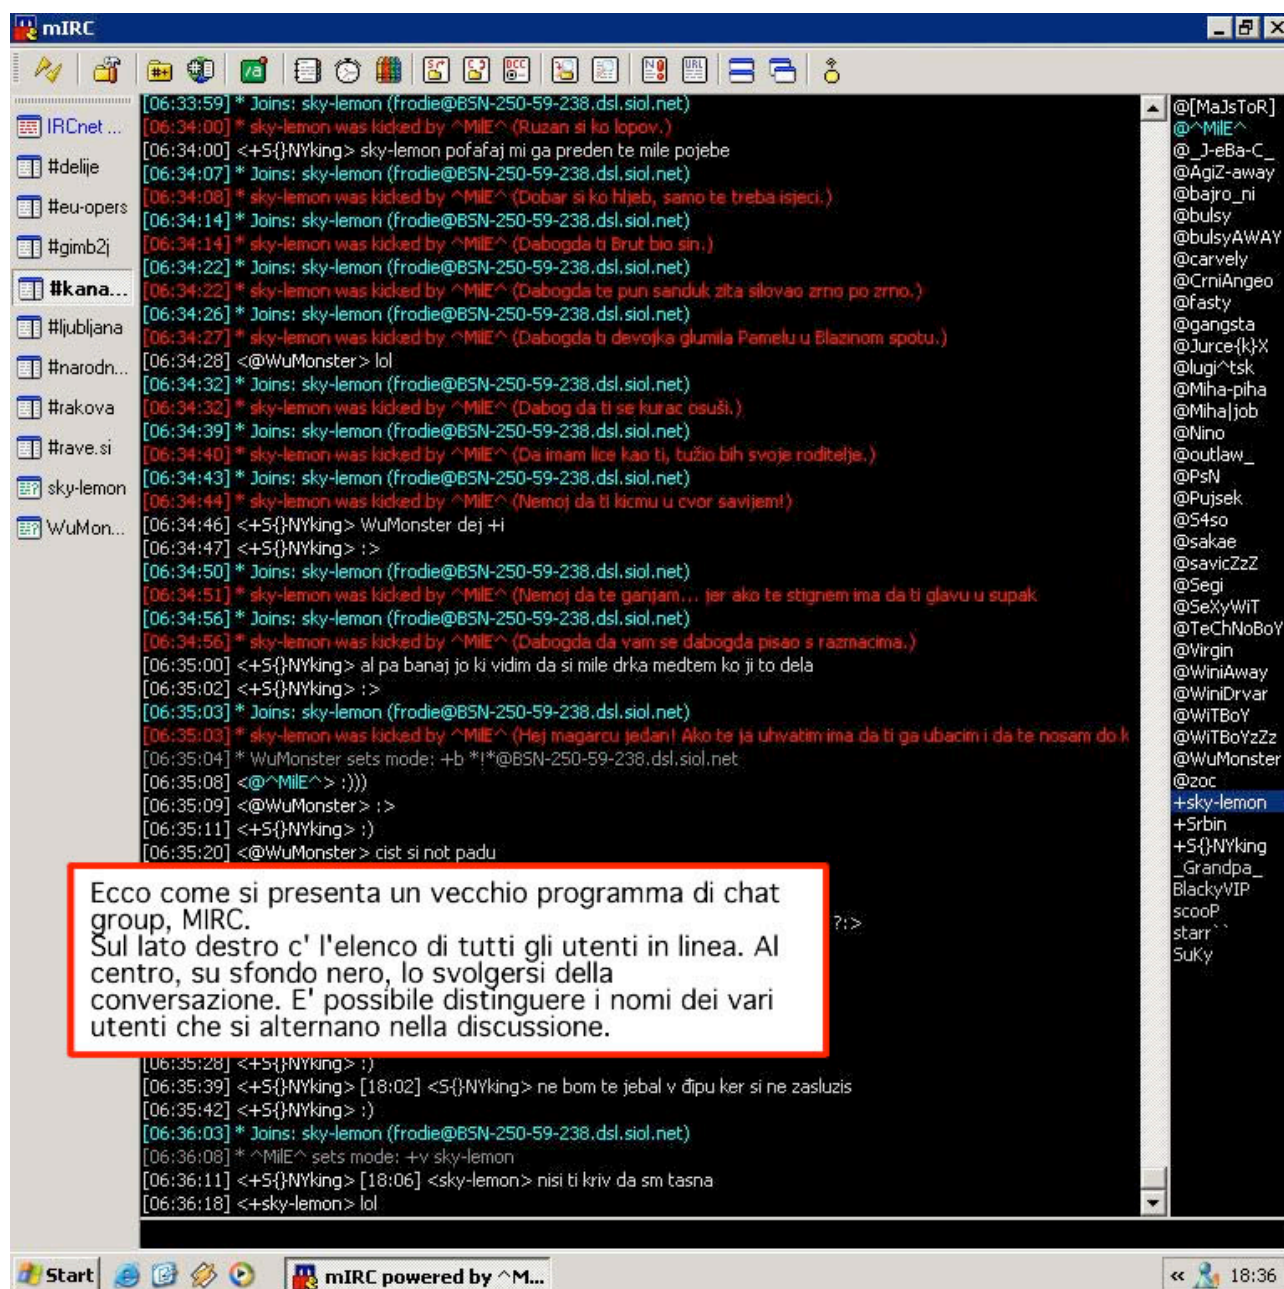 mIRC
IRCnet ...
#delije
#eu-opers
#gimb2j
#kana...
#ljubljana
#narodn...
#rakova
#rave.si
sky-lemon
WuMon...
[06:33:59] * Joins: sky-lemon (frodie@BSN-250-59-238.dsl.siol.net)
[06:34:00] * sky-lemon was kicked by ^MilE^ (Ruzan si ko lopov.)
[06:34:00] <+S{}NYking> sky-lemon pofafaj mi ga preden te mile pojebe
[06:34:07] * Joins: sky-lemon (frodie@BSN-250-59-238.dsl.siol.net)
[06:34:08] * sky-lemon was kicked by ^MilE^ (Dobar si ko hljeb, samo te treba isjeci.)
[06:34:14] * Joins: sky-lemon (frodie@BSN-250-59-238.dsl.siol.net)
[06:34:14] * sky-lemon was kicked by ^MilE^ (Dabogda ti Brut bio sin.)
[06:34:22] * Joins: sky-lemon (frodie@BSN-250-59-238.dsl.siol.net)
[06:34:22] * sky-lemon was kicked by ^MilE^ (Dabogda te pun sanduk zita silovao zrno po zrno.)
[06:34:26] * Joins: sky-lemon (frodie@BSN-250-59-238.dsl.siol.net)
[06:34:27] * sky-lemon was kicked by ^MilE^ (Dabogda ti devojka glumila Pamelu u Blazinom spotu.)
[06:34:28] <@WuMonster> lol
[06:34:32] * Joins: sky-lemon (frodie@BSN-250-59-238.dsl.siol.net)
[06:34:32] * sky-lemon was kicked by ^MilE^ (Dabog da ti se kurac osuši.)
[06:34:39] * Joins: sky-lemon (frodie@BSN-250-59-238.dsl.siol.net)
[06:34:40] * sky-lemon was kicked by ^MilE^ (Da imam lice kao ti, tužio bih svoje roditelje.)
[06:34:43] * Joins: sky-lemon (frodie@BSN-250-59-238.dsl.siol.net)
[06:34:44] * sky-lemon was kicked by ^MilE^ (Nemoj da ti kicmu u cvor savijem!)
[06:34:46] <+S{}NYking> WuMonster dej +i
[06:34:47] <+S{}NYking> :>
[06:34:50] * Joins: sky-lemon (frodie@BSN-250-59-238.dsl.siol.net)
[06:34:51] * sky-lemon was kicked by ^MilE^ (Nemoj da te ganjam... jer ako te stignem ima da ti glavu u supak
[06:34:56] * Joins: sky-lemon (frodie@BSN-250-59-238.dsl.siol.net)
[06:34:56] * sky-lemon was kicked by ^MilE^ (Dabogda da vam se dabogda pisao s razmacima.)
[06:35:00] <+S{}NYking> al pa banaj jo ki vidim da si mile drka medtem ko ji to dela
[06:35:02] <+S{}NYking> :>
[06:35:03] * Joins: sky-lemon (frodie@BSN-250-59-238.dsl.siol.net)
[06:35:03] * sky-lemon was kicked by ^MilE^ (Hej magarcu jedan! Ako te ja uhvatim ima da ti ga ubacim i da te nosam do k
[06:35:04] * WuMonster sets mode: +b *!*@BSN-250-59-238.dsl.siol.net
[06:35:08] <@^MilE^> :)))
[06:35:09] <@WuMonster> :>
[06:35:11] <+S{}NYking> :)
[06:35:20] <@WuMonster> cist si not padu
?:>
Ecco come si presenta un vecchio programma di chat
group, MIRC.
Sul lato destro c' l'elenco di tutti gli utenti in linea. Al
centro, su sfondo nero, lo svolgersi della
conversazione. E' possibile distinguere i nomi dei vari
utenti che si alternano nella discussione.
[06:35:28] <+S{}NYking> :)
[06:35:39] <+S{}NYking> [18:02] <S{}NYking> ne bom te jebal v đipu ker si ne zasluzis
[06:35:42] <+S{}NYking> :)
[06:36:03] * Joins: sky-lemon (frodie@BSN-250-59-238.dsl.siol.net)
[06:36:08] * ^MilE^ sets mode: +v sky-lemon
[06:36:11] <+S{}NYking> [18:06] <sky-lemon> nisi ti kriv da sm tasna
[06:36:18] <+sky-lemon> lol
@[MaJsToR]
@^MilE^
@_J-eBa-C_
@AgiZ-away
@bajro_ni
@bulsy
@bulsyAWAY
@carvely
@CrniAngeo
@fasty
@gangsta
@Jurce{k}X
@lugi^tsk
@Miha-piha
@Miha|job
@Nino
@outlaw_
@PsN
@Pujsek
@S4so
@sakae
@savicZzZ
@Segi
@SeXyWiT
@TeChNoBoY
@Virgin
@WiniAway
@WiniDrvar
@WiTBoY
@WiTBoYzZz
@WuMonster
@zoc
+sky-lemon
+Srbin
+S{}NYking
_Grandpa_
BlackyVIP
scooP
starr``
SuKy
Start
mIRC powered by ^M...
18:36